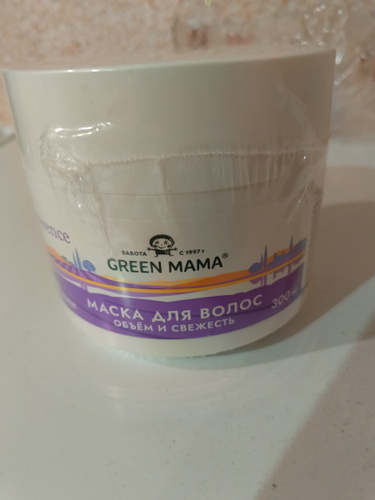 ЗАБОТА С 1997 г
GREEN MAMA®
МАСКА ДЛЯ ВОЛОС
ОБЪЁМ И СВЕЖЕСТЬ
300